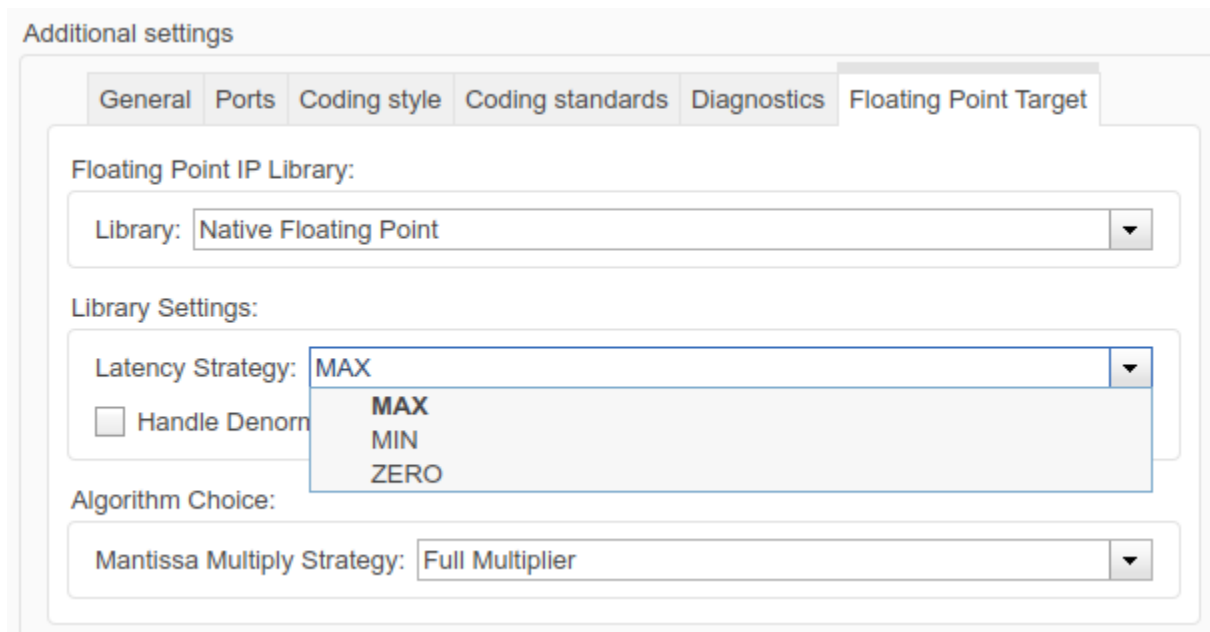 Additional settings
General Ports Coding style Coding standards Diagnostics Floating Point Target
Floating Point IP Library:
Library: Native Floating Point
Library Settings:
Latency Strategy: MAX
MAX
Handle
MIN
ZERO
Algorithm Choice:
Mantissa Multiply Strategy: Full Multiplier